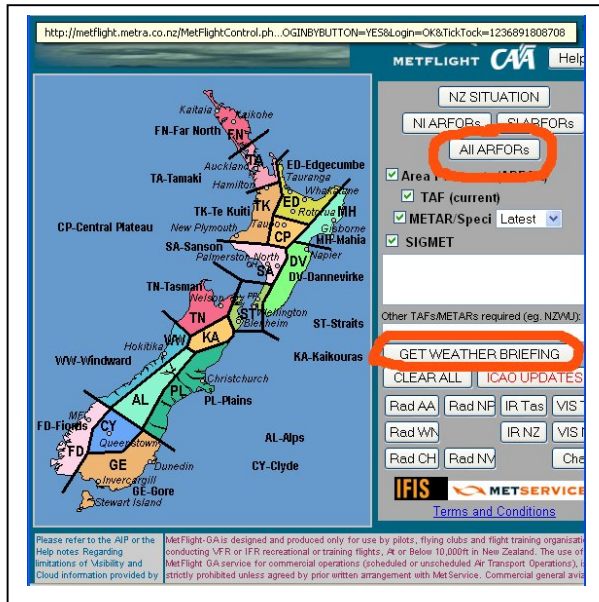 http://metflight.metra.co.nz/MetFlightControl.ph...OGINBYBUTTON=YES&Login=OK&TickTock=1236891808708
METFLIGHT CAA Help
NZ SITUATION
NI ARFORs SI ARFORs
All ARFORs
Area
TAF (current)
METAR/Speci Latest
SIGMET
Other TAFs/METARs required (eg. NZWU):
GET WEATHER BRIEFING
CLEAR ALL ICAO UPDATES
Rad AA Rad NP IR Tas VIS T
Rad WN IR NZ VIS N
Rad CH Rad NV Cha
IFIS METSERVICE
Terms and Conditions
Kaitaia
Kaikohe
FN-Far North
FN
Auckland
TA
ED-Edgecumbe
TA-Tamaki
Hamilton
Tauranga
Whakatane
TK
ED
Rotorua
MH
TK-Te Kuiti
Taupo
Gisborne
CP-Central Plateau
New Plymouth
CP
MH-Mahia
SA-Sanson
DV
Napier
Palmerston North
SA
DV-Dannevirke
TN-Tasman
Nelson
ST
Wellington
TN
Blenheim
ST-Straits
Hokitika
WW
KA
KA-Kaikouras
WW-Windward
Christchurch
PL
AL
PL-Plains
FD-Fiords
CY
AL-Alps
Queenstown
FD
CY-Clyde
GE
Dunedin
Invercargill
GE-Gore
Stewart Island
Please refer to the AIP or the
Help notes Regarding
limitations of Visibility and
Cloud information provided by
MetFlight-GA is designed and produced only for use by pilots, flying clubs and flight training organisati
conducting VFR or IFR recreational or training flights, At or Below 10,000ft in New Zealand. The use of
MetFlight GA service for commercial operations (scheduled or unscheduled Air Transport Operations), i
strictly prohibited unless agreed by prior written arrangement with MetService. Commercial general avia